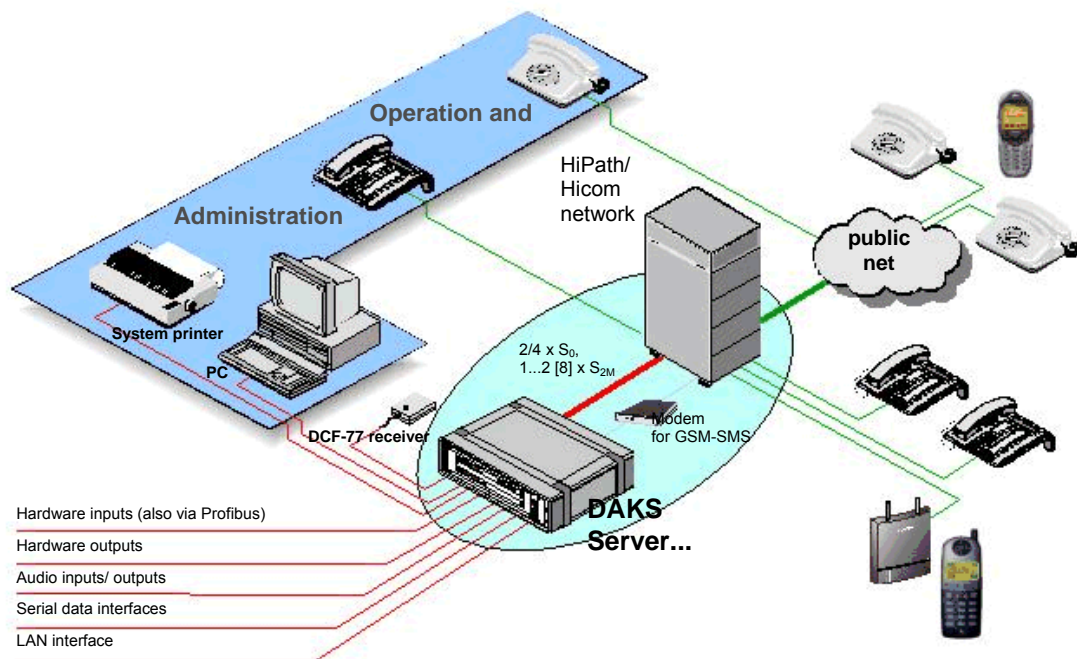 Operation and
Administration
HiPath/
Hicom
network
public
net
System printer
PC
2/4 x S₀,
1...2 [8] x S₂M
DCF-77 receiver
Modem
for GSM-SMS
DAKS
Server...
Hardware inputs (also via Profibus)
Hardware outputs
Audio inputs/ outputs
Serial data interfaces
LAN interface